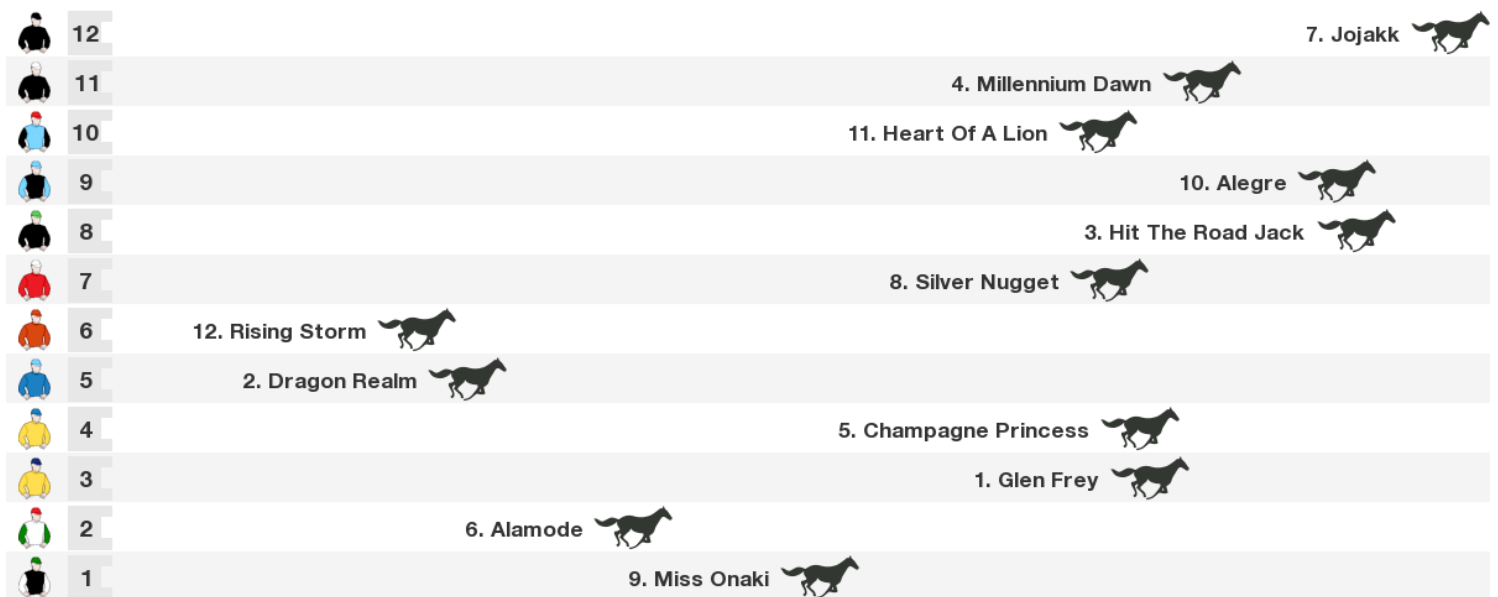 12 7. Jojakk
11 4. Millennium Dawn
10 11. Heart Of A Lion
9 10. Alegre
8 3. Hit The Road Jack
7 8. Silver Nugget
6 12. Rising Storm
5 2. Dragon Realm
4 5. Champagne Princess
3 1. Glen Frey
2 6. Alamode
1 9. Miss Onaki